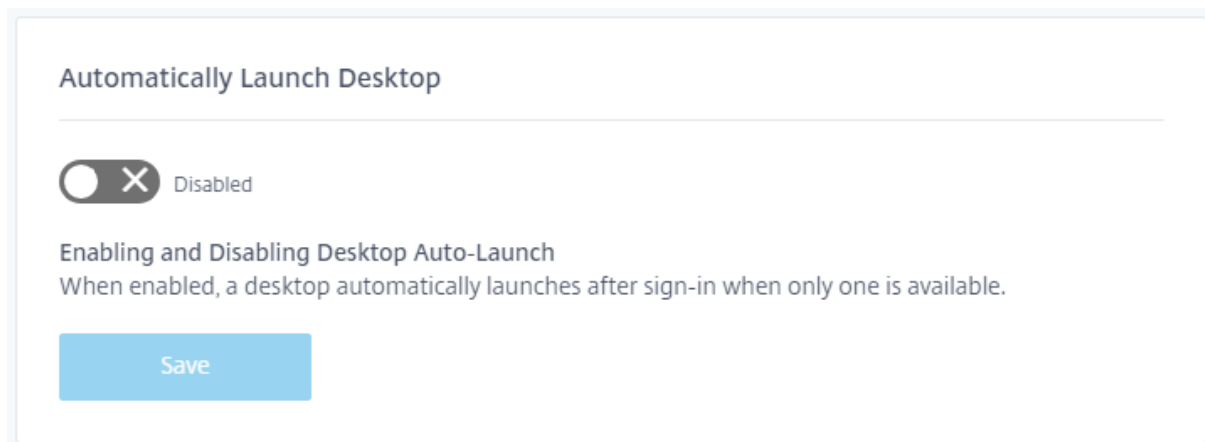 Automatically Launch Desktop
Disabled
Enabling and Disabling Desktop Auto-Launch
When enabled, a desktop automatically launches after sign-in when only one is available.
Save